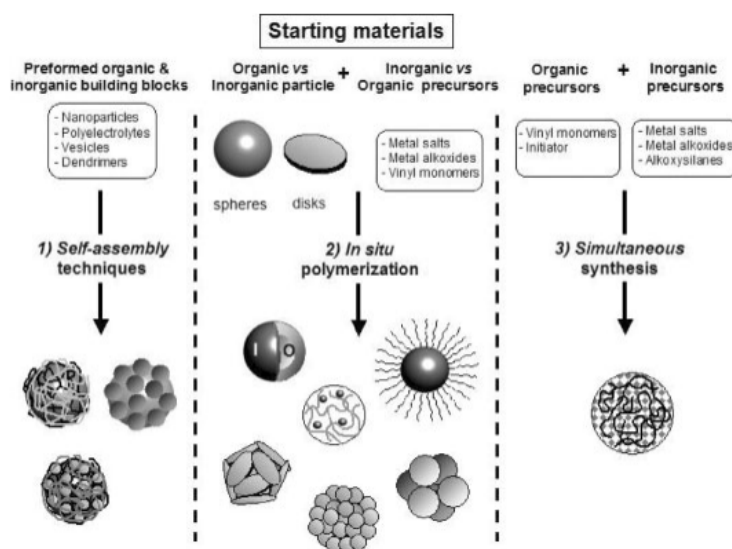 Starting materials
Preformed organic &
inorganic building blocks
- Nanoparticles
- Polyelectrolytes
- Vesicles
- Dendrimers
1) Self-assembly
techniques
Organic vs
Inorganic particle
+
Inorganic vs
Organic precursors
spheres
disks
- Metal salts
- Metal alkoxides
- Vinyl monomers
2) In situ
polymerization
I
O
Organic
precursors
+
Inorganic
precursors
- Vinyl monomers
- Initiator
- Metal salts
- Metal alkoxides
- Alkoxysilanes
3) Simultaneous
synthesis